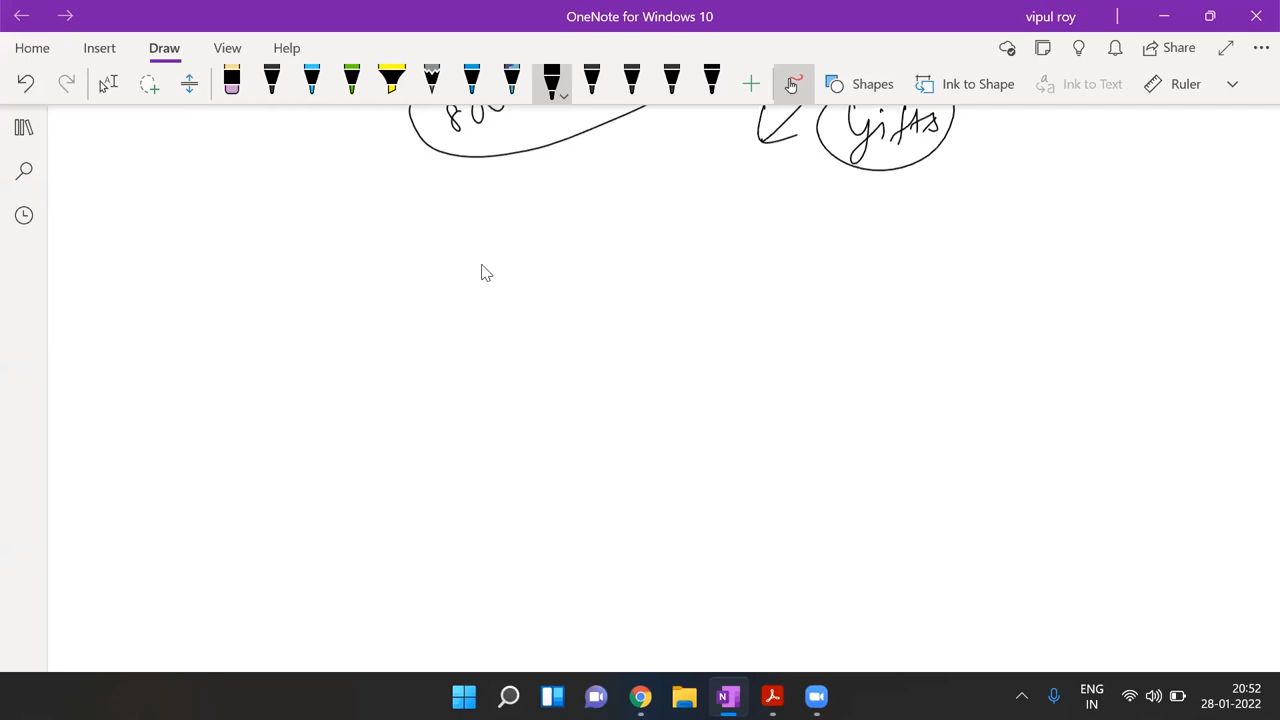 OneNote for Windows 10
vipul roy
Home Insert Draw View Help
Share
Shapes Ink to Shape Ink to Text Ruler
Gifts
ENG
IN
20:52
28-01-2022